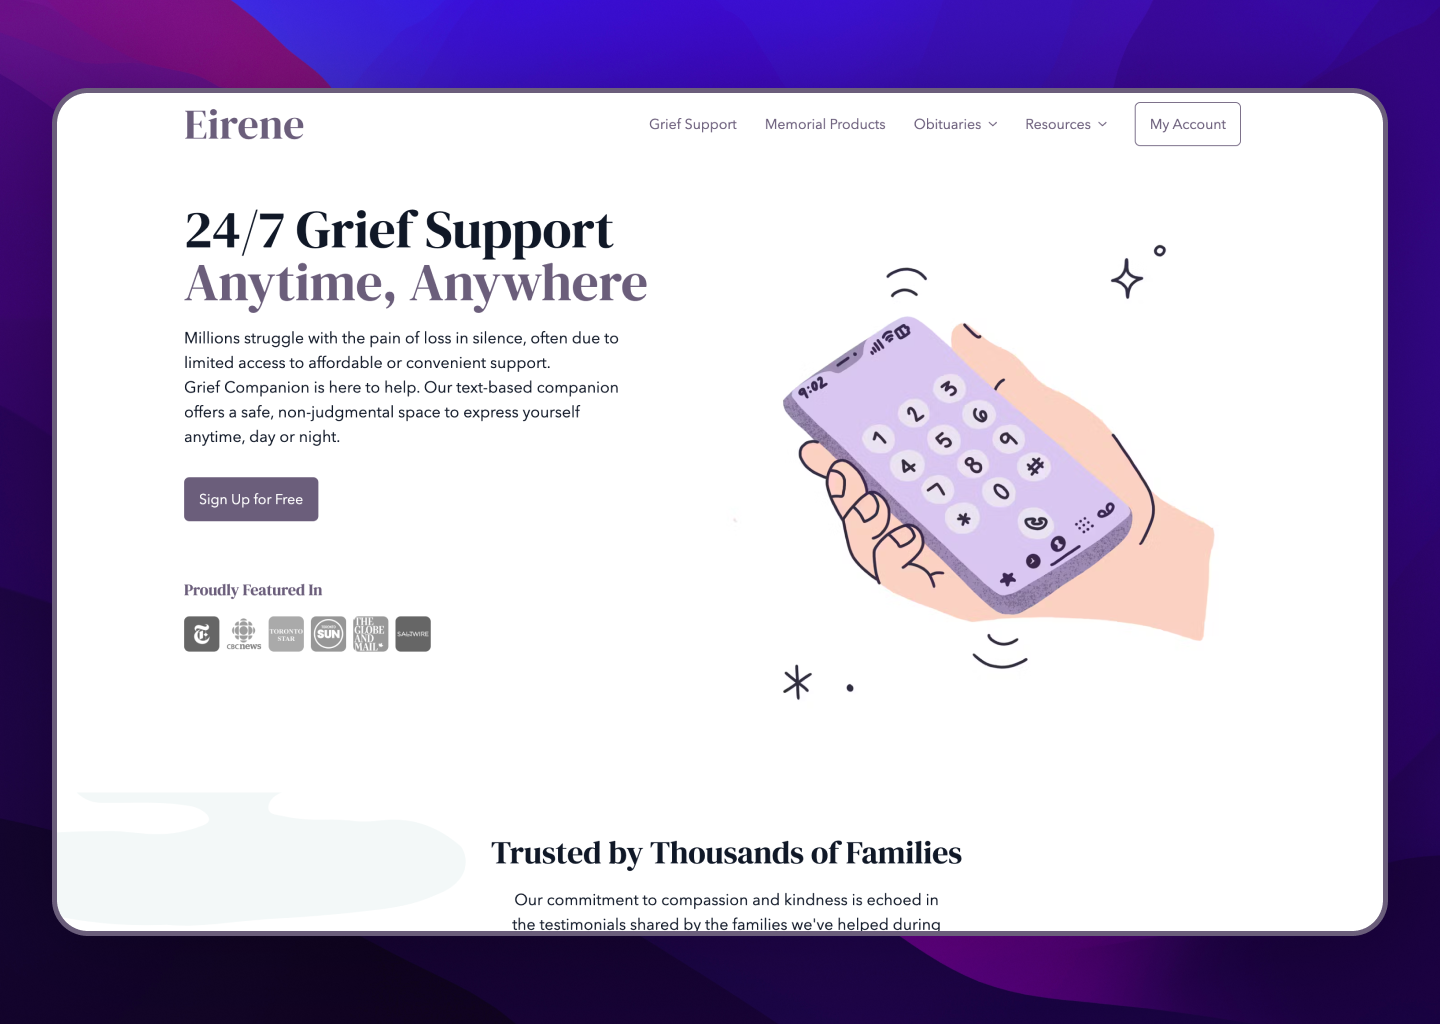 Eirene
Grief Support
Memorial Products
Obituaries
Resources
My Account
24/7 Grief Support
Anytime, Anywhere
Millions struggle with the pain of loss in silence, often due to
limited access to affordable or convenient support.
Grief Companion is here to help. Our text-based companion
offers a safe, non-judgmental space to express yourself
anytime, day or night.
Sign Up for Free
9:02
1 2 3
4 5 6
7 8 9
* 0 #
Proudly Featured In
T
CBC news
TORONTO
STAR
TORONTO
SUN
THE
GLOBE
AND
MAIL*
SALTWIRE
Trusted by Thousands of Families
Our commitment to compassion and kindness is echoed in
the testimonials shared by the families we've helped during